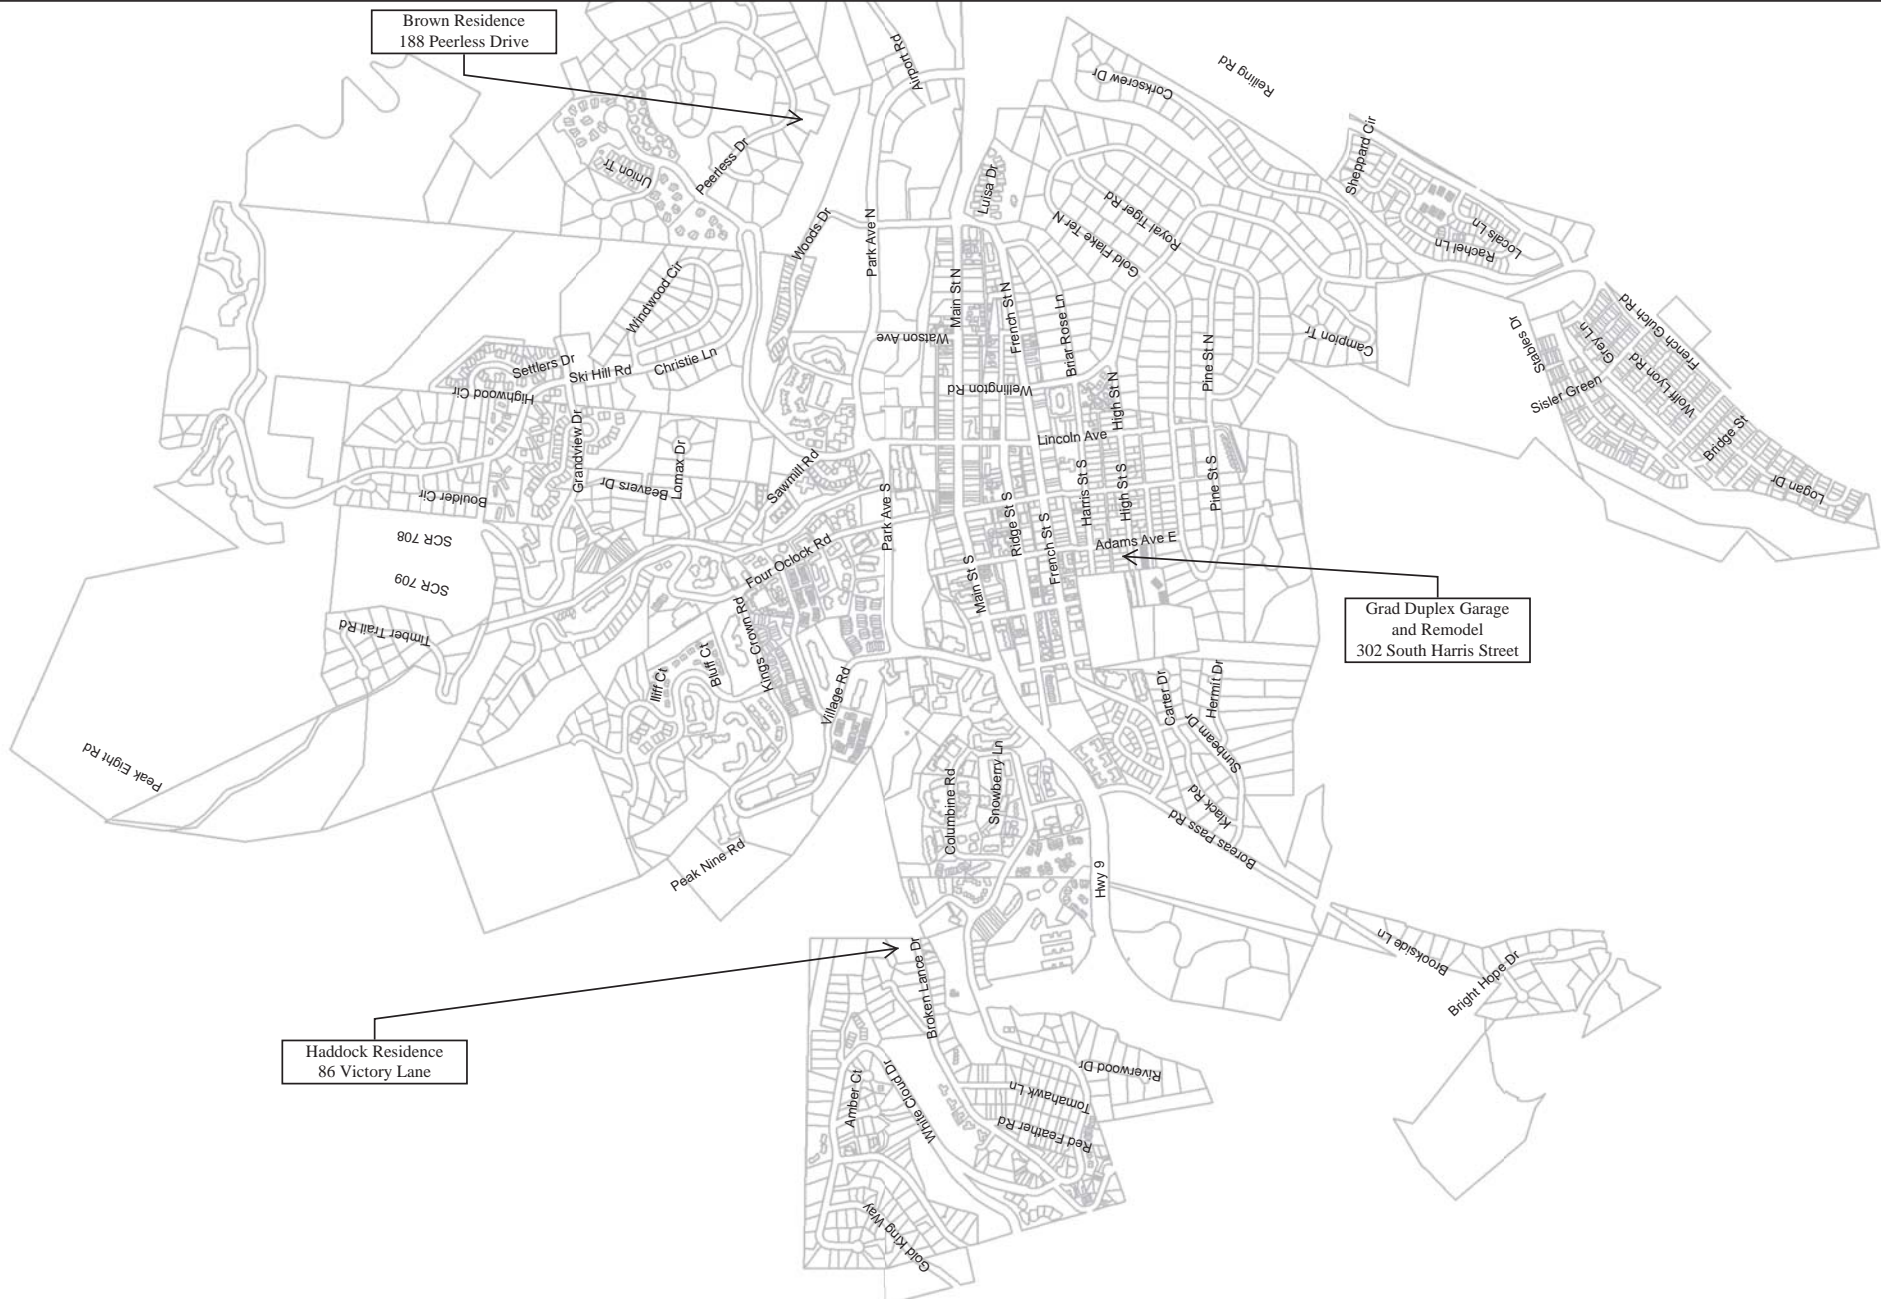 Brown Residence
188 Peerless Drive
Airport Rd
Corkscrew Dr
Reiling Rd
Union Tr
Peerless Dr
Luisa Dr
Sheppard Cir
Woods Dr
Park Ave N
Gold Flake Ter N
Royal Tiger Rd
Rachel Ln
Locals Ln
Windwood Cir
Main St N
French St N
Briar Rose Ln
Watson Ave
Pine St N
Campion Tr
Stables Dr
Grey Ln
French Gulch Rd
Wolff Lyon Rd
Settlers Dr
Ski Hill Rd
Christie Ln
Highwood Cir
Wellington Rd
High St N
Sisler Green
Bridge St
Grandview Dr
Lincoln Ave
Lomax Dr
Beavers Dr
Boulder Cir
Sawmill Rd
Park Ave S
Harris St S
High St S
Pine St S
Logan Dr
SCR 708
Four Oclock Rd
Ridge St S
French St S
Adams Ave E
SCR 709
Main St S
Grad Duplex Garage
and Remodel
302 South Harris Street
Timber Trail Rd
Kings Crown Rd
Iliff Ct
Bluff Ct
Village Rd
Carter Dr
Hermit Dr
Sunbeam Dr
Peak Eight Rd
Columbine Rd
Snowberry Ln
Klack Rd
Boreas Pass Rd
Peak Nine Rd
Hwy 9
Brookside Ln
Bright Hope Dr
Broken Lance Dr
Haddock Residence
86 Victory Lane
Amber Ct
White Cloud Dr
Riverwood Dr
Tomahawk Ln
Red Feather Rd
Gold King Way